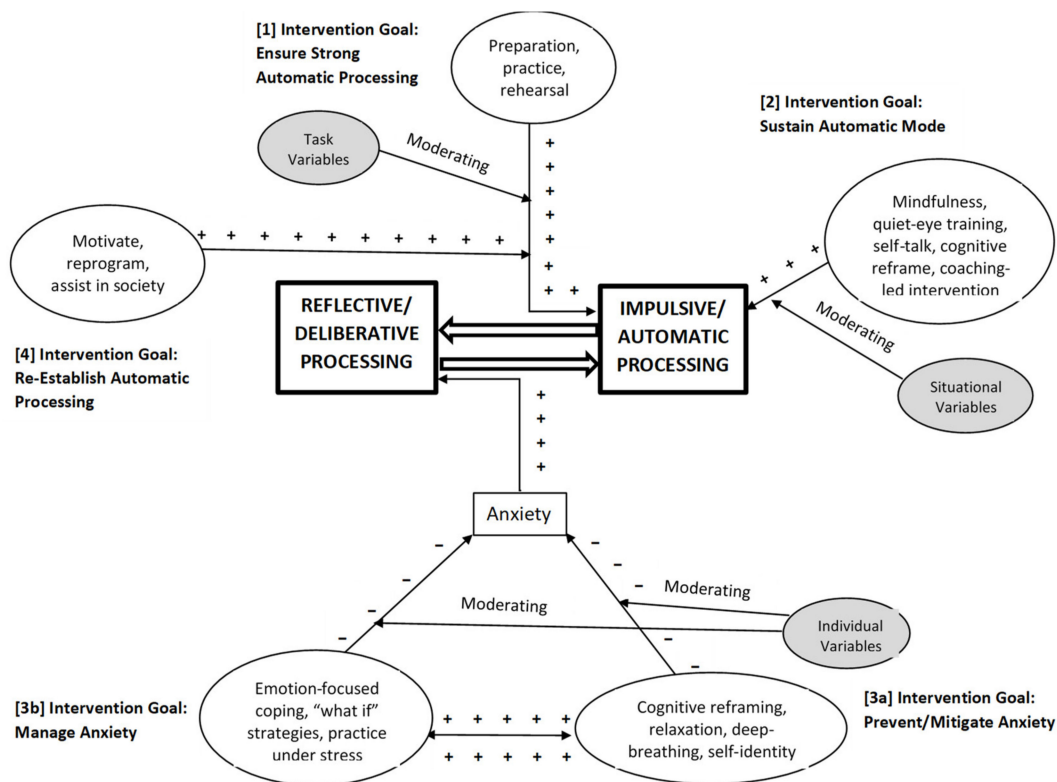 [1] Intervention Goal:
Ensure Strong
Automatic Processing
Preparation,
practice,
rehearsal
[2] Intervention Goal:
Sustain Automatic Mode
Task
Variables
Moderating
+
+
+
+
+
+
+
+ +
Mindfulness,
quiet-eye training,
self-talk, cognitive
reframe, coaching-
led intervention
+ + +
Moderating
Situational
Variables
Motivate,
reprogram,
assist in society
+ + + + + + + + + +
[4] Intervention Goal:
Re-Establish Automatic
Processing
REFLECTIVE/
DELIBERATIVE
PROCESSING
IMPULSIVE/
AUTOMATIC
PROCESSING
+
+
+
+
Anxiety
– – – –
– – – – –
Moderating
Moderating
Individual
Variables
[3b] Intervention Goal:
Manage Anxiety
Emotion-focused
coping, “what if”
strategies, practice
under stress
+ + + + +
+ + + + +
Cognitive reframing,
relaxation, deep-
breathing, self-identity
[3a] Intervention Goal:
Prevent/Mitigate Anxiety